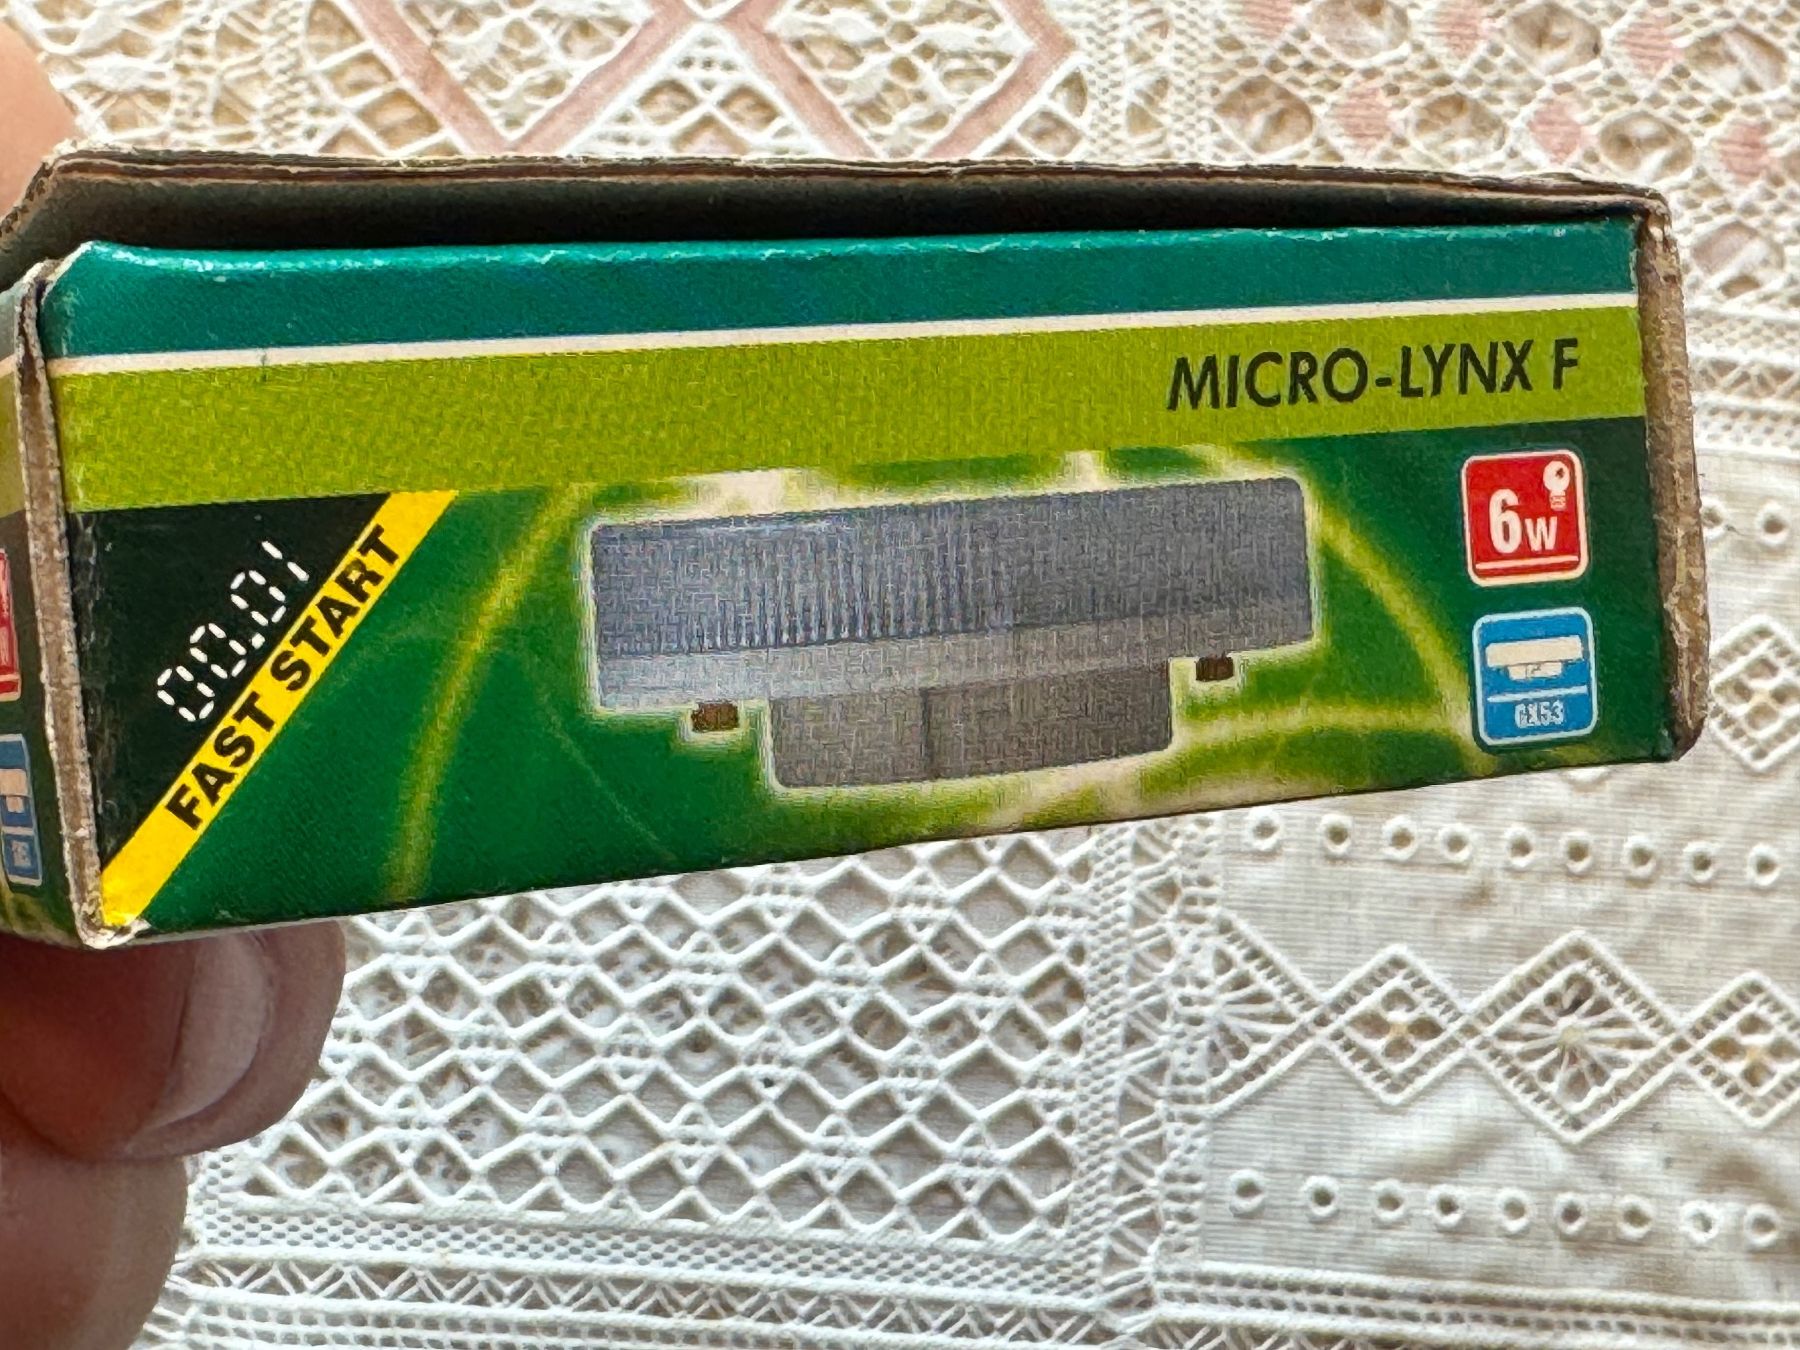 MICRO-LYNX F
00.01
FAST START
6W
GX53